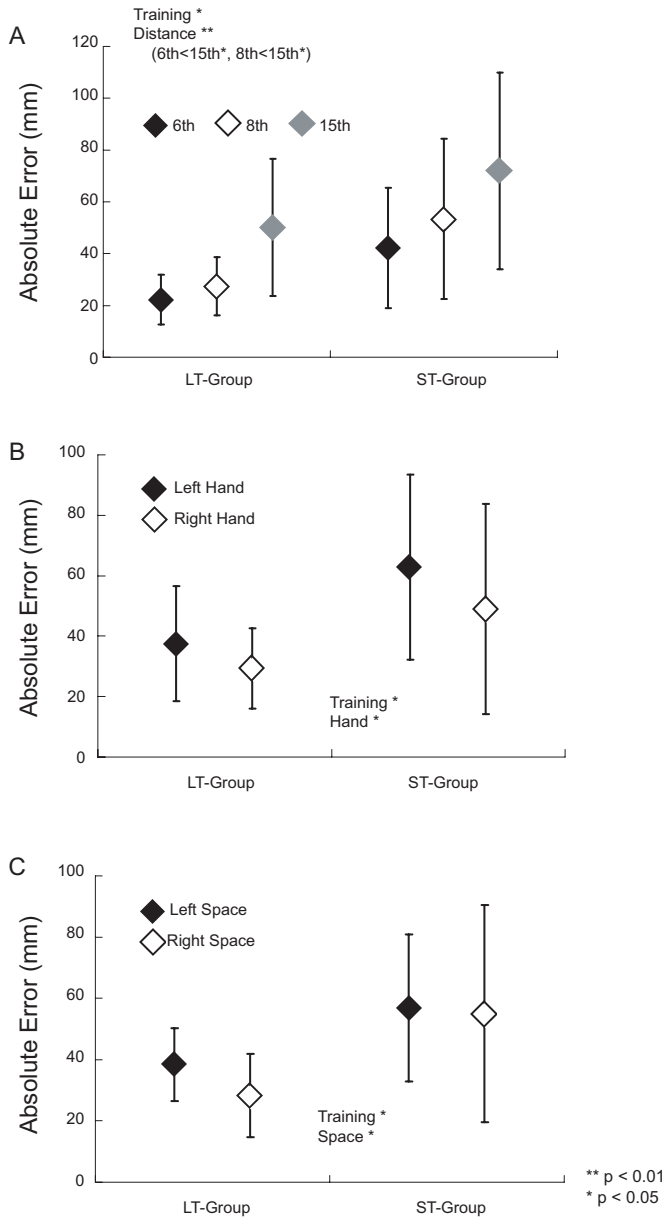 A
Training *
Distance **
(6th<15th*, 8th<15th*)
Absolute Error (mm)
120
100
80
60
40
20
0
6th 8th 15th
LT-Group ST-Group
B
Absolute Error (mm)
100
80
60
40
20
0
Left Hand
Right Hand
Training *
Hand *
LT-Group ST-Group
C
Absolute Error (mm)
100
80
60
40
20
0
Left Space
Right Space
Training *
Space *
LT-Group ST-Group
** p < 0.01
* p < 0.05